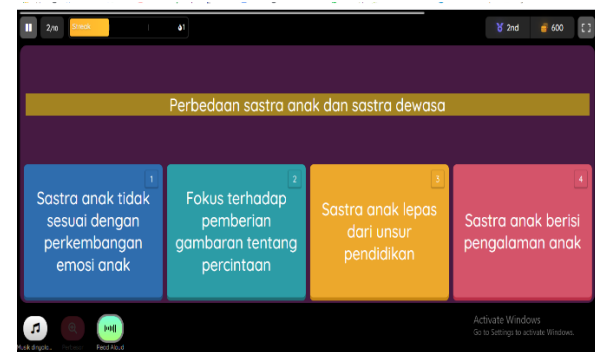 2/10
Streak
1
2nd
600
Perbedaan sastra anak dan sastra dewasa
1
Sastra anak tidak
sesuai dengan
perkembangan
emosi anak
2
Fokus terhadap
pemberian
gambaran tentang
percintaan
3
Sastra anak lepas
dari unsur
pendidikan
4
Sastra anak berisi
pengalaman anak
Read Aloud
Activate Windows
Go to Settings to activate Windows.